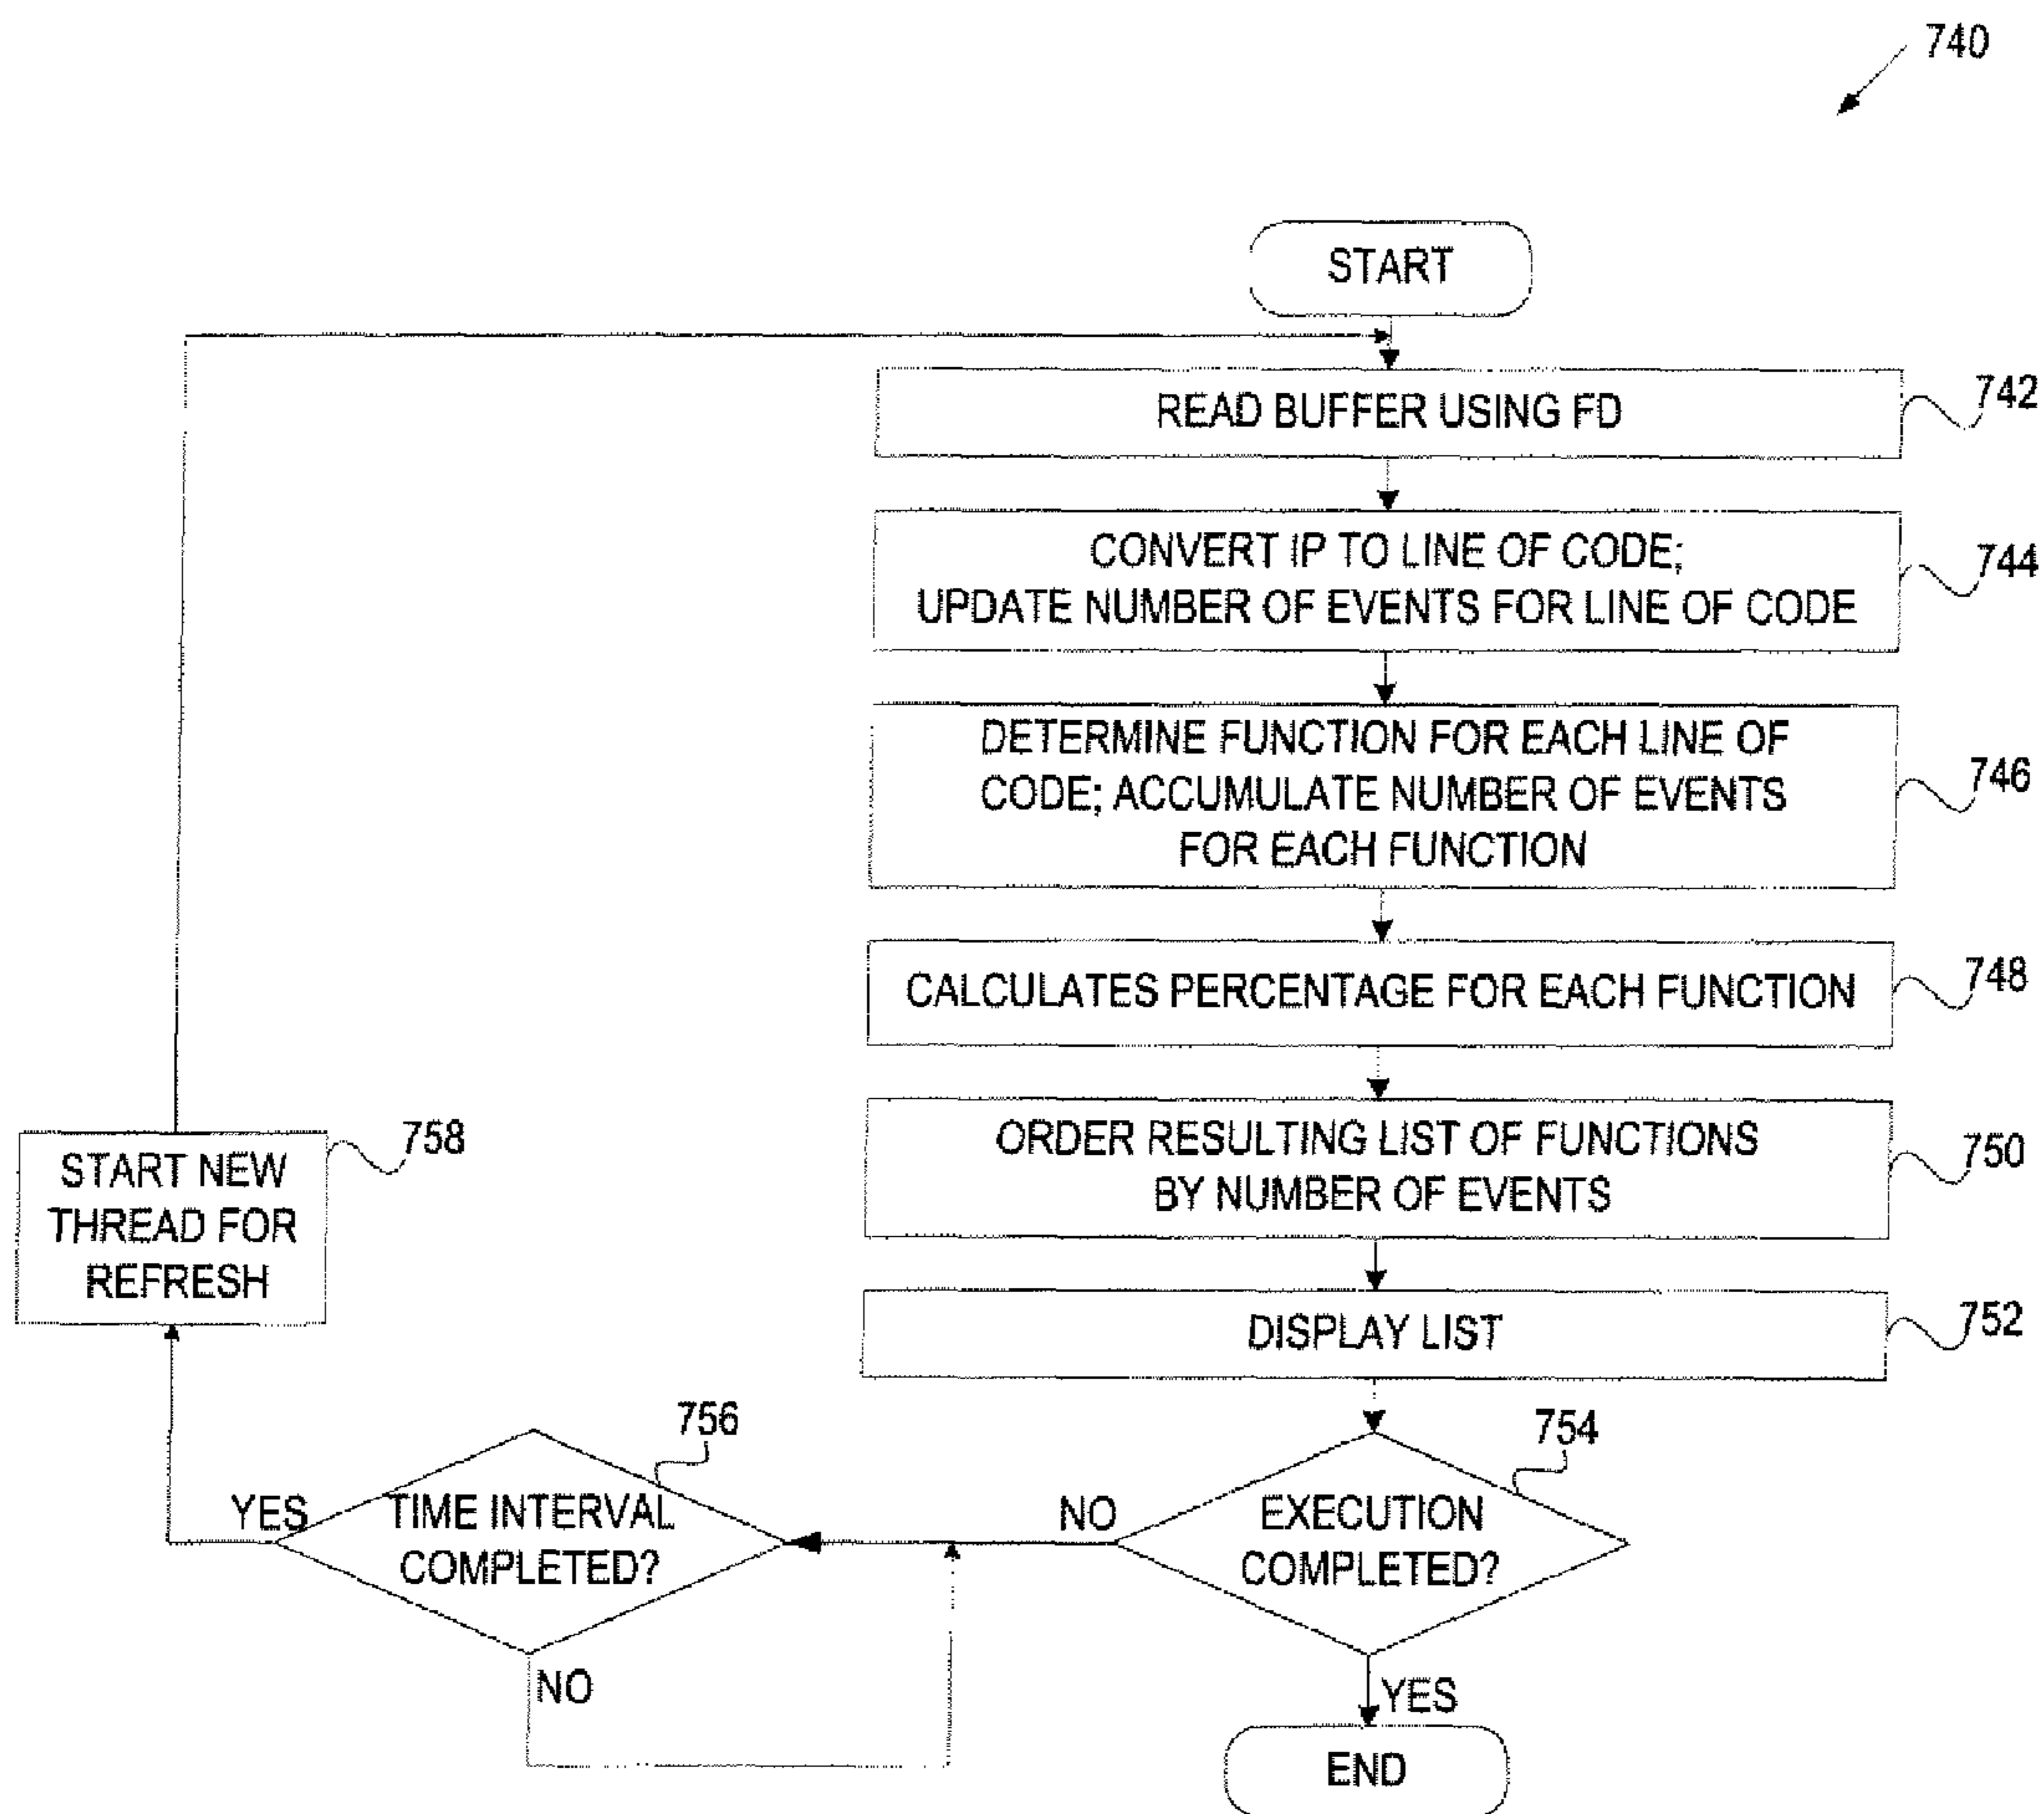 740
START
READ BUFFER USING FD
742
CONVERT IP TO LINE OF CODE;
UPDATE NUMBER OF EVENTS FOR LINE OF CODE
744
DETERMINE FUNCTION FOR EACH LINE OF
CODE; ACCUMULATE NUMBER OF EVENTS
FOR EACH FUNCTION
746
CALCULATES PERCENTAGE FOR EACH FUNCTION
748
ORDER RESULTING LIST OF FUNCTIONS
BY NUMBER OF EVENTS
750
DISPLAY LIST
752
EXECUTION
COMPLETED?
754
NO
YES
END
TIME INTERVAL
COMPLETED?
756
NO
YES
START NEW
THREAD FOR
REFRESH
758